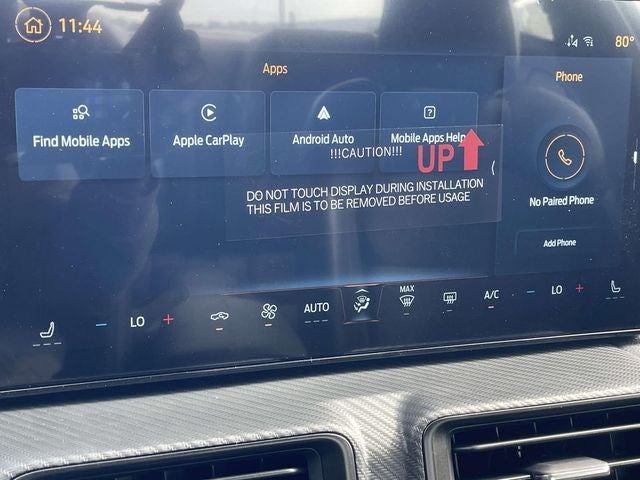 11:44
80°
Apps
Phone
Find Mobile Apps
Apple CarPlay
Android Auto
Mobile Apps Help
!!!CAUTION!!!
UP
DO NOT TOUCH DISPLAY DURING INSTALLATION
THIS FILM IS TO BE REMOVED BEFORE USAGE
No Paired Phone
Add Phone
LO
AUTO
MAX
A/C
LO